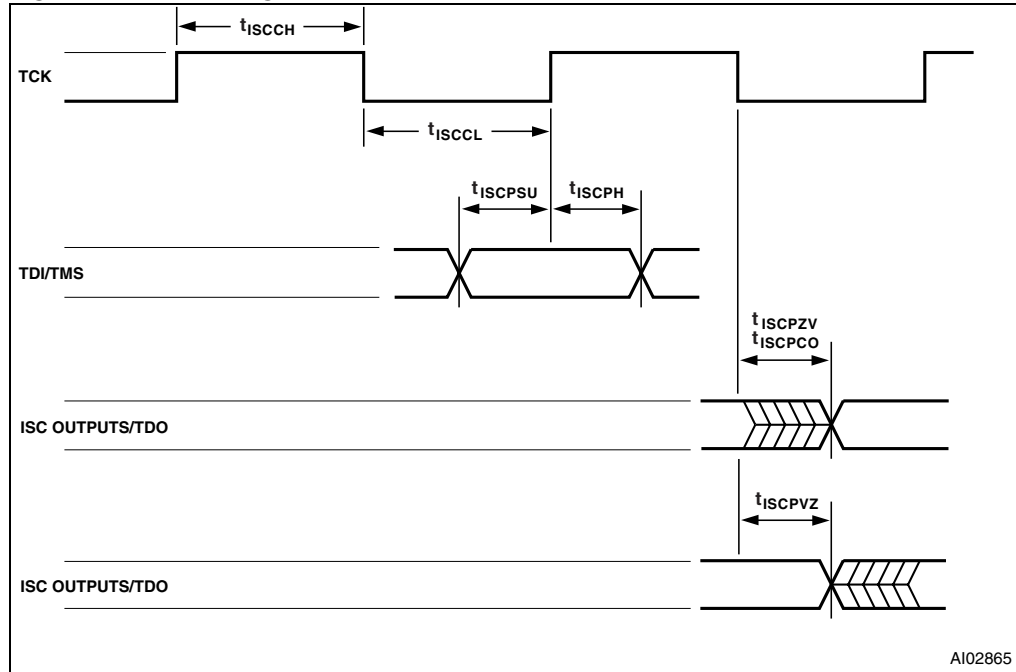 tISCCH
TCK
tISCCL
tISCPSU
tISCPH
TDI/TMS
tISCPZV
tISCPCO
ISC OUTPUTS/TDO
tISCPVZ
ISC OUTPUTS/TDO
AI02865